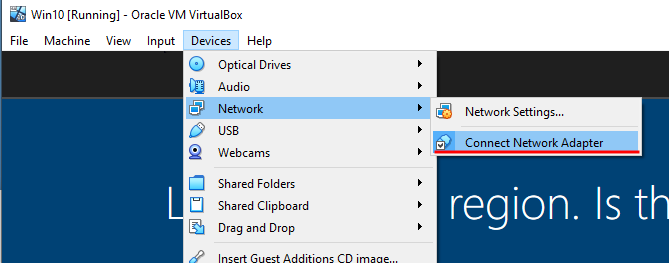 Win10 [Running] - Oracle VM VirtualBox
File Machine View Input Devices Help
Optical Drives
Audio
Network
Network Settings...
USB
Connect Network Adapter
Webcams
Shared Folders
L region. Is th
Shared Clipboard
Drag and Drop
Insert Guest Additions CD image...